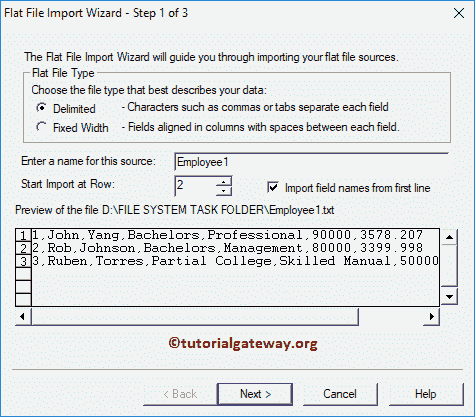 Flat File Import Wizard - Step 1 of 3
The Flat File Import Wizard will guide you through importing your flat file sources.
Flat File Type
Choose the file type that best describes your data:
Delimited - Characters such as commas or tabs separate each field
Fixed Width - Fields aligned in columns with spaces between each field.
Enter a name for this source: Employee1
Start Import at Row: 2 Import field names from first line
Preview of the file D:\FILE SYSTEM TASK FOLDER\Employee1.txt
1 1,John,Yang,Bachelors,Professional,90000,3578.207
2 2,Rob,Johnson,Bachelors,Management,80000,3399.998
3 3,Ruben,Torres,Partial College,Skilled Manual,50000
©tutorialgateway.org
< Back Next > Cancel Help